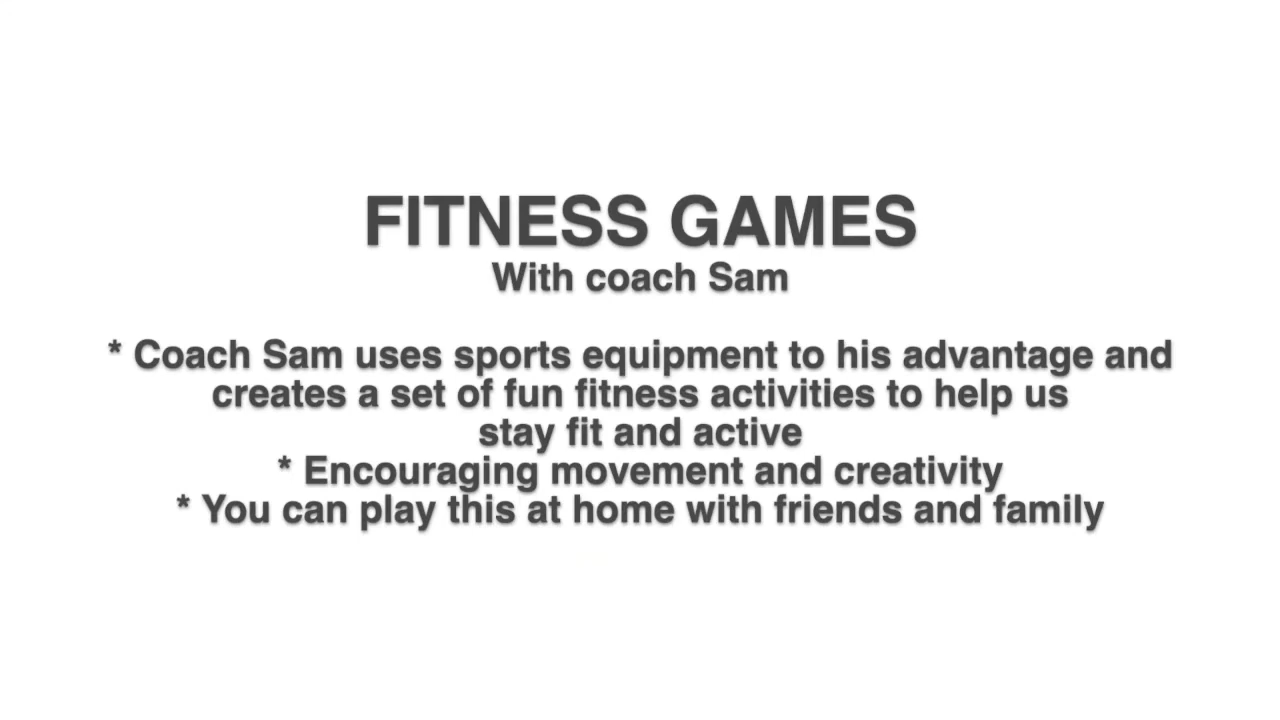 FITNESS GAMES
With coach Sam
* Coach Sam uses sports equipment to his advantage and
creates a set of fun fitness activities to help us
stay fit and active
* Encouraging movement and creativity
* You can play this at home with friends and family